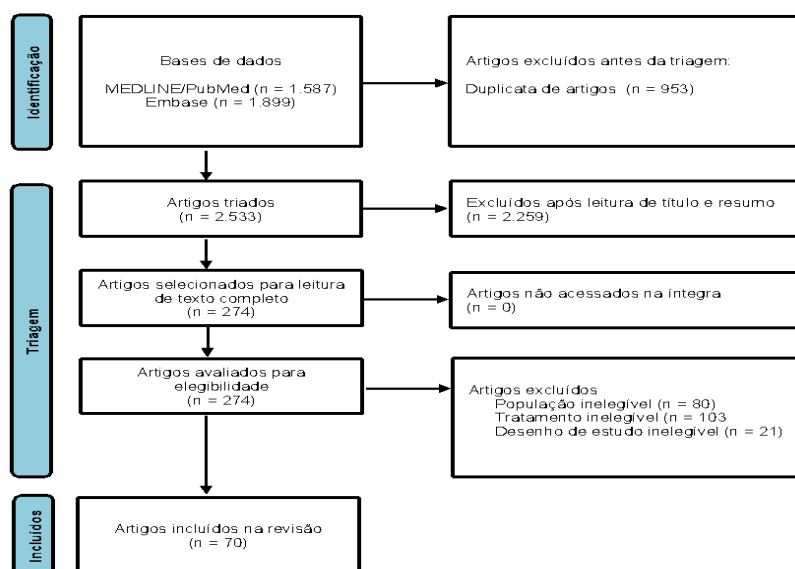 Identificação
Bases de dados
MEDLINE/PubMed (n = 1.587)
Embase (n = 1.899)
Artigos excluídos antes da triagem:
Duplicata de artigos (n = 953)
Triagem
Artigos triados
(n = 2.533)
Excluídos após leitura de título e resumo
(n = 2.259)
Artigos selecionados para leitura
de texto completo
(n = 274)
Artigos não acessados na íntegra
(n = 0)
Artigos avaliados para
elegibilidade
(n = 274)
Artigos excluídos
População inelegível (n = 80)
Tratamento inelegível (n = 103
Desenho de estudo inelegível (n = 21)
Incluídos
Artigos incluídos na revisão
(n = 70)